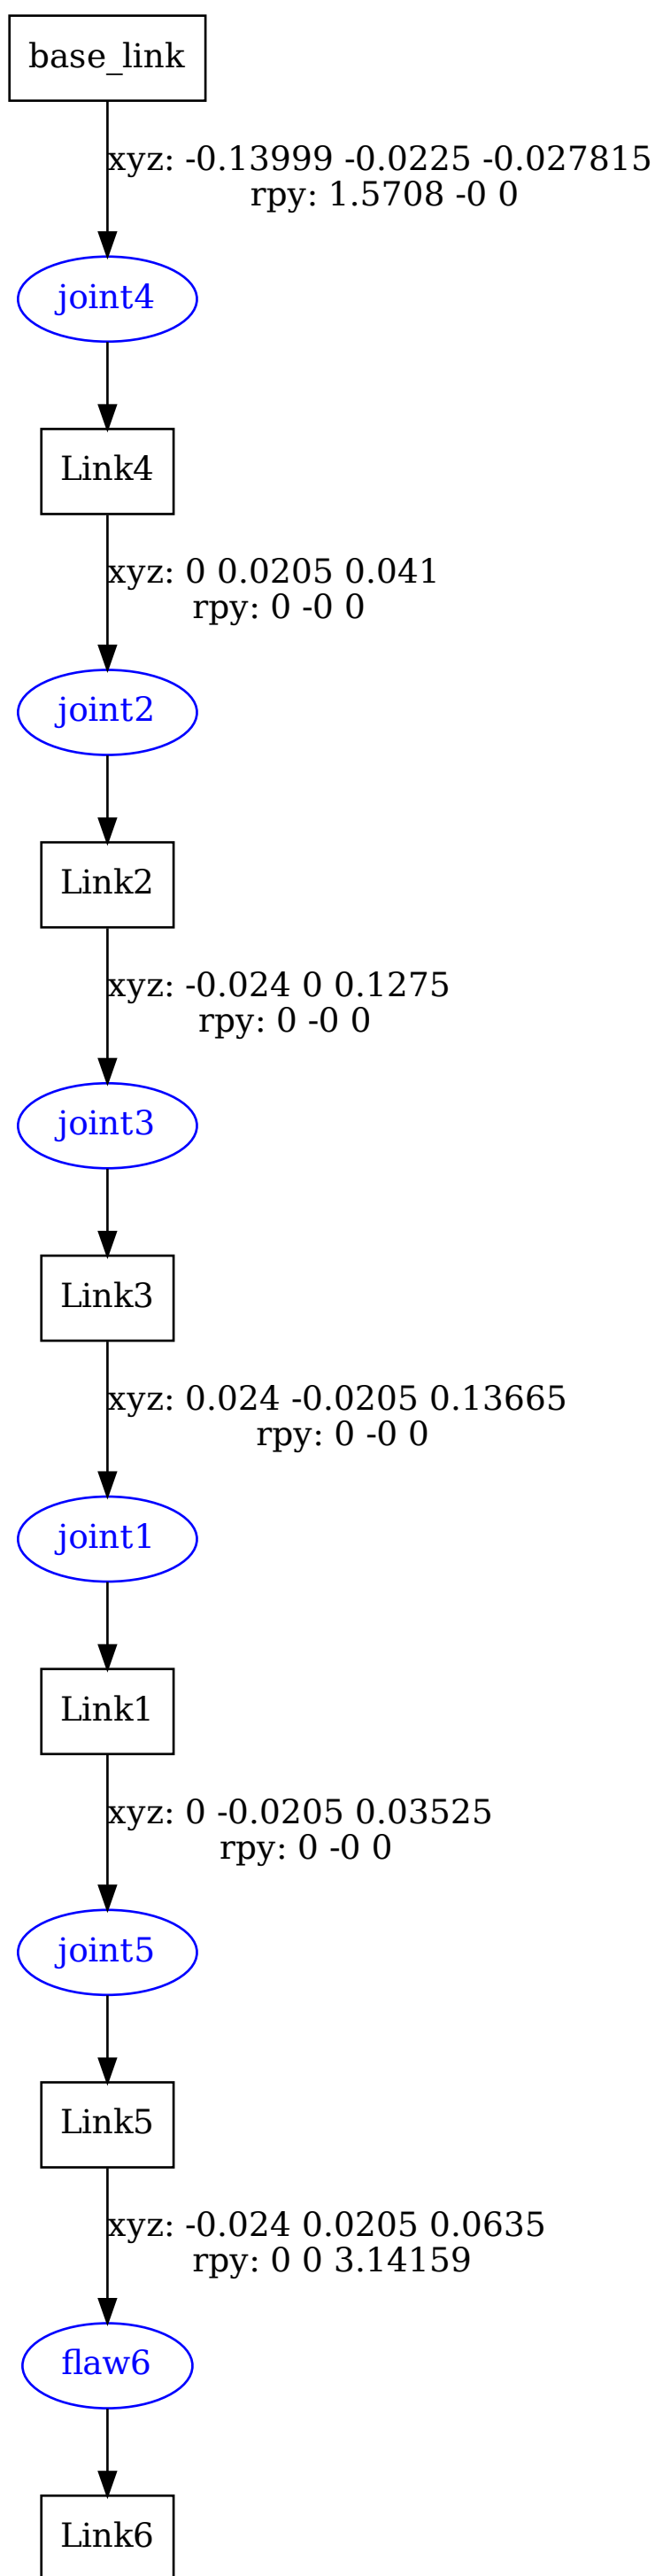 base_link
xyz: -0.13999 -0.0225 -0.027815
rpy: 1.5708 -0 0
joint4
Link4
xyz: 0 0.0205 0.041
rpy: 0 -0 0
joint2
Link2
xyz: -0.024 0 0.1275
rpy: 0 -0 0
joint3
Link3
xyz: 0.024 -0.0205 0.13665
rpy: 0 -0 0
joint1
Link1
xyz: 0 -0.0205 0.03525
rpy: 0 -0 0
joint5
Link5
xyz: -0.024 0.0205 0.0635
rpy: 0 0 3.14159
flaw6
Link6